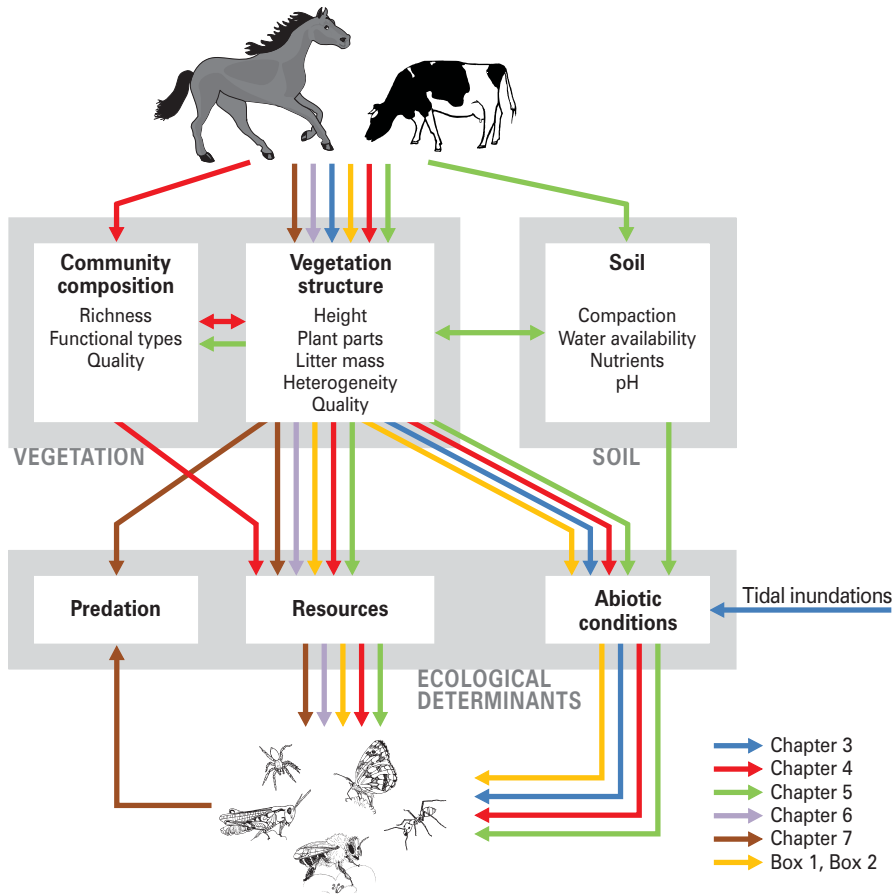 Community
composition
Richness
Functional types
Quality
Vegetation
structure
Height
Plant parts
Litter mass
Heterogeneity
Quality
Soil
Compaction
Water availability
Nutrients
pH
VEGETATION
SOIL
Predation
Resources
Abiotic
conditions
Tidal inundations
ECOLOGICAL
DETERMINANTS
Chapter 3
Chapter 4
Chapter 5
Chapter 6
Chapter 7
Box 1, Box 2